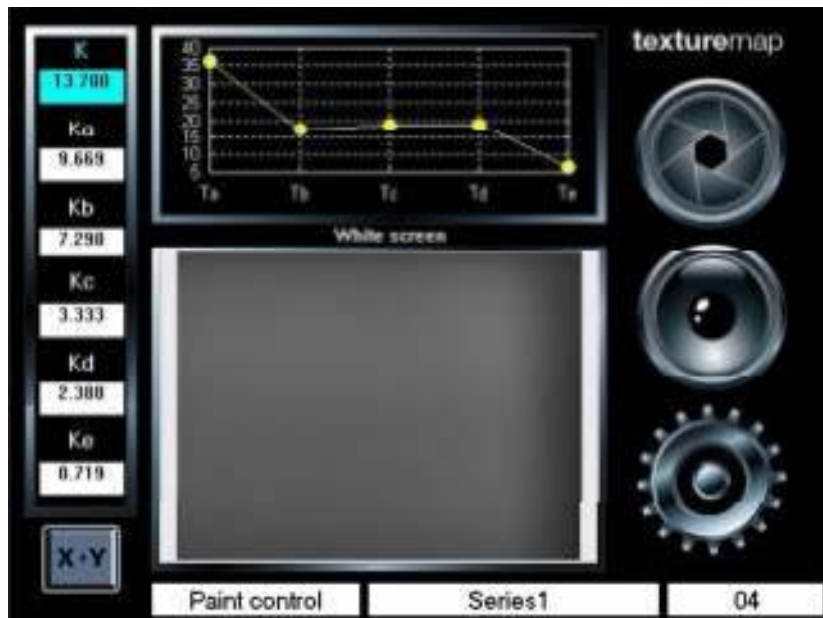 texturemap
K
13.700
Ka
9.669
Kb
7.290
Kc
3.333
Kd
2.380
Ke
0.719
X+Y
40
35
30
25
20
15
10
5
Ta
Tb
Tc
Td
Te
White screen
Paint control
Series1
04